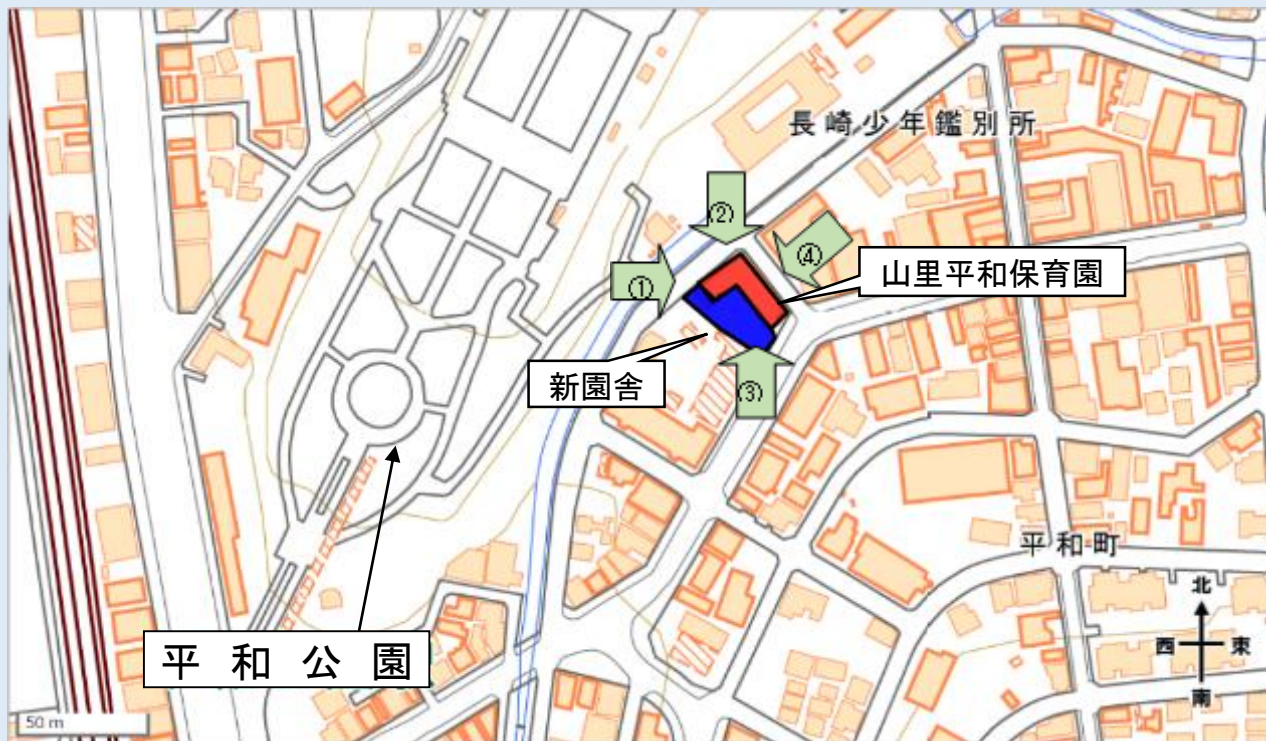 長崎少年鑑別所
(2)
(4)
山里平和保育園
(1)
新園舎
(3)
平和町
北
西 東
南
平 和 公 園
50 m